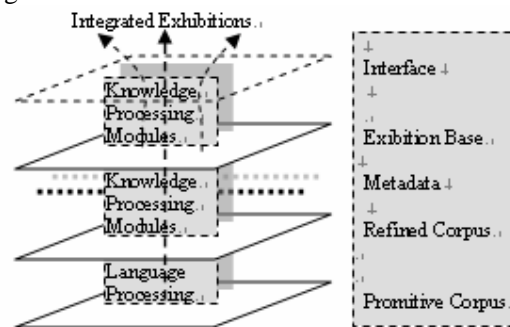 Integrated Exhibitions.
Knowledge
Processing
Modules.
Knowledge
Processing
Modules.
Language
Processing.
Interface
Exibition Base.
Metadata
Refined Corpus.
Promitive Corpus.